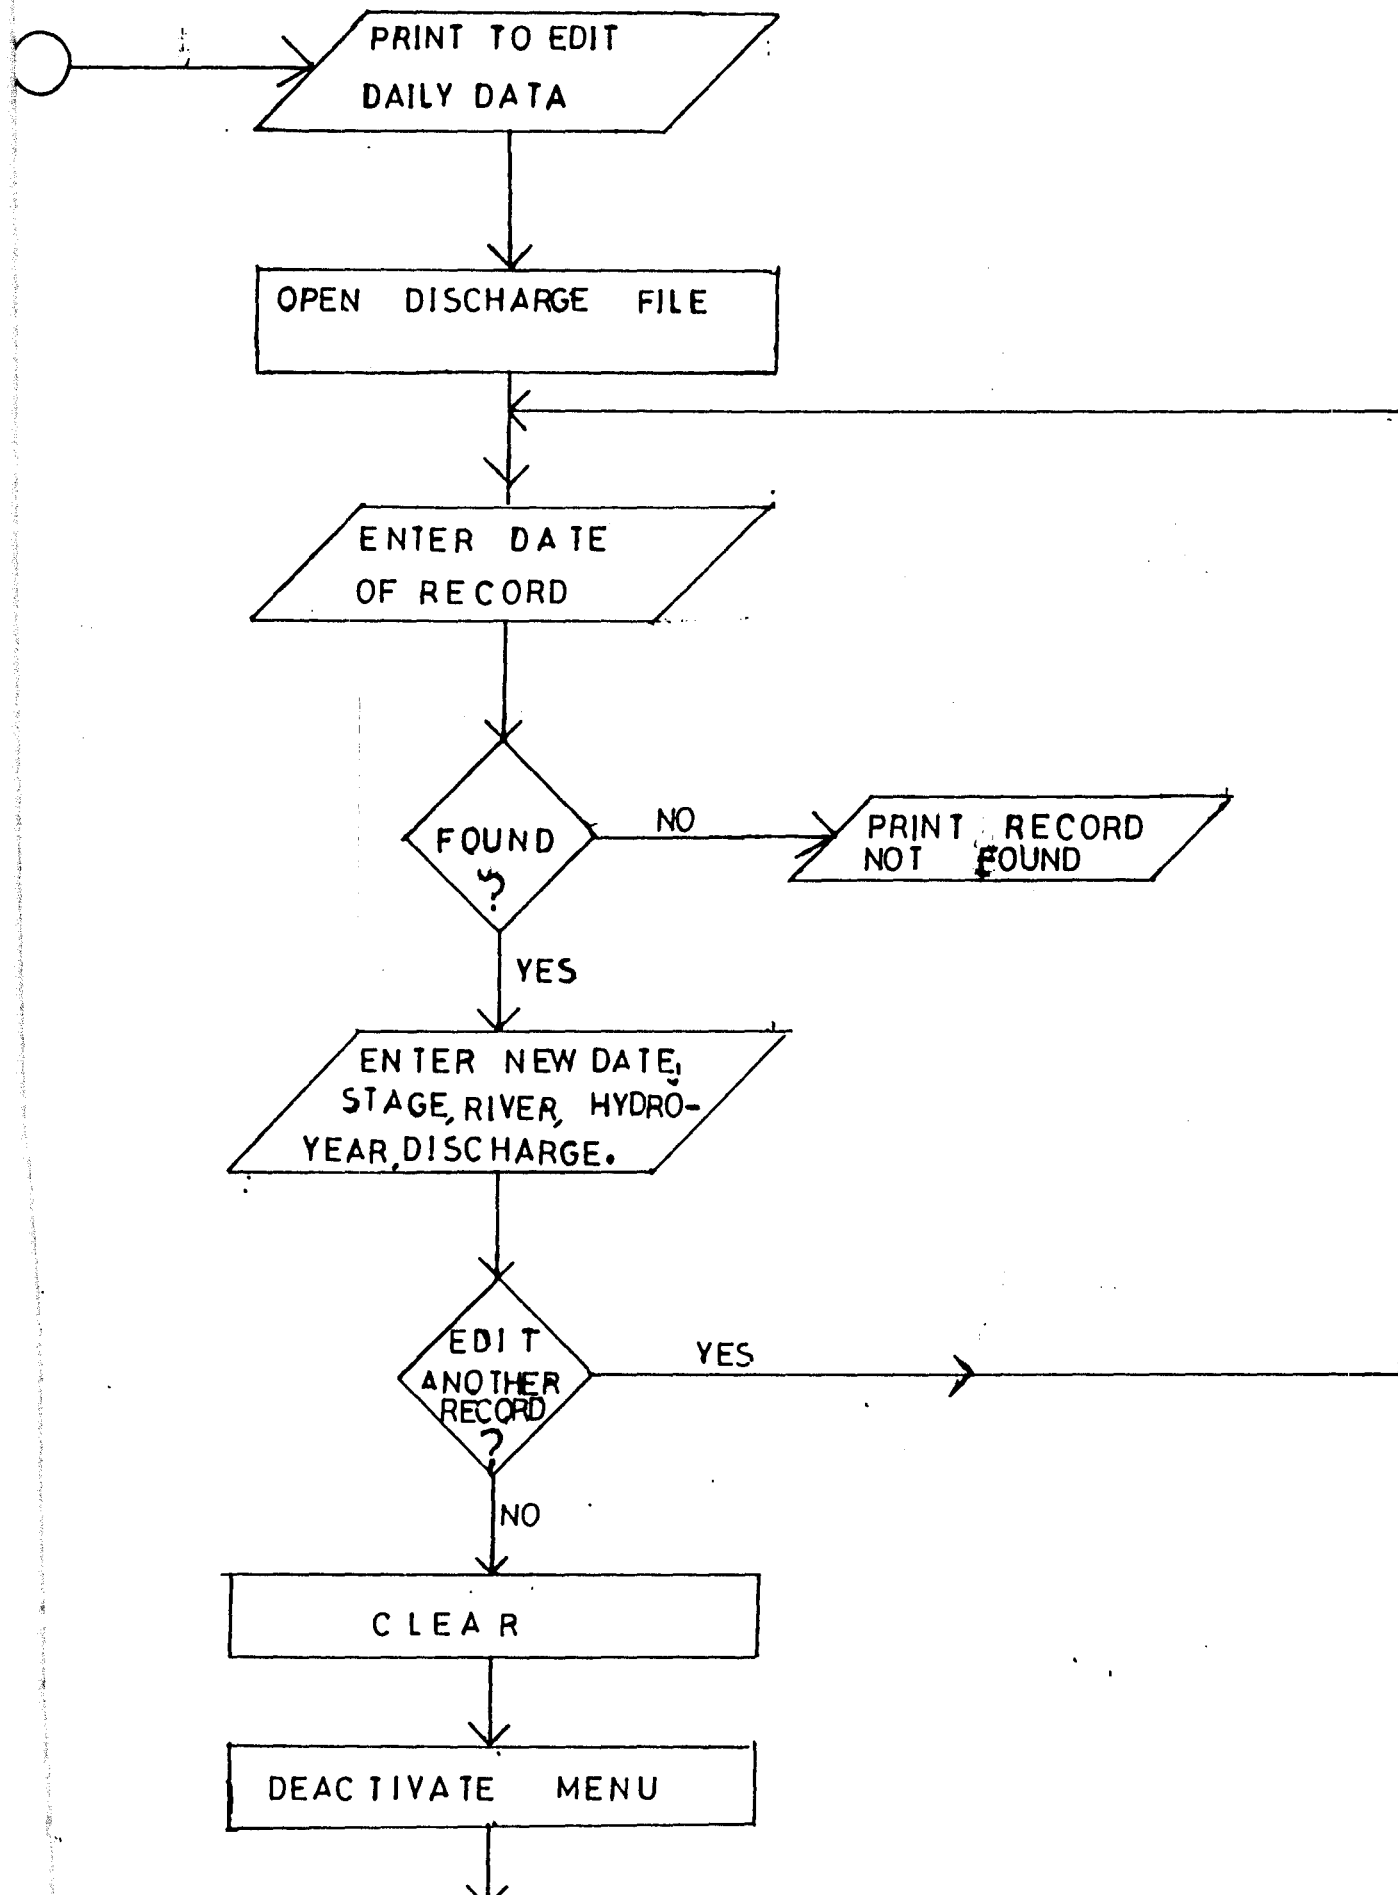 PRINT TO EDIT
DAILY DATA
OPEN DISCHARGE FILE
ENTER DATE
OF RECORD
FOUND
?
NO
PRINT RECORD
NOT FOUND
YES
ENTER NEW DATE,
STAGE, RIVER, HYDRO-
YEAR, DISCHARGE.
EDIT
ANOTHER
RECORD
?
YES
NO
CLEAR
DEACTIVATE MENU